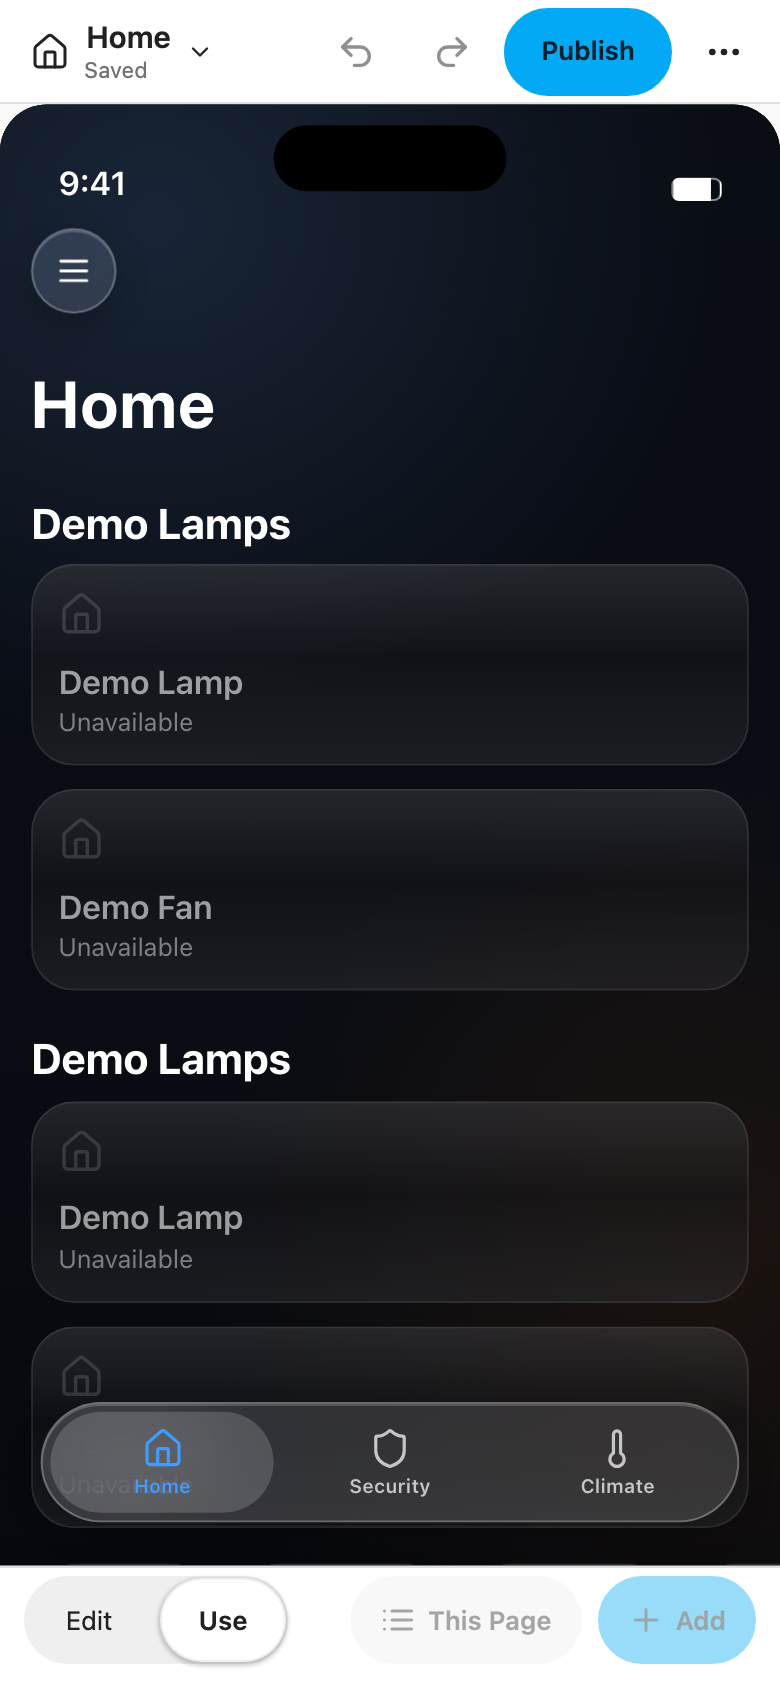 Home
Saved
Publish
9:41
Home
Demo Lamps
Demo Lamp
Unavailable
Demo Fan
Unavailable
Demo Lamps
Demo Lamp
Unavailable
Unavailable
Home
Security
Climate
Edit
Use
This Page
Add